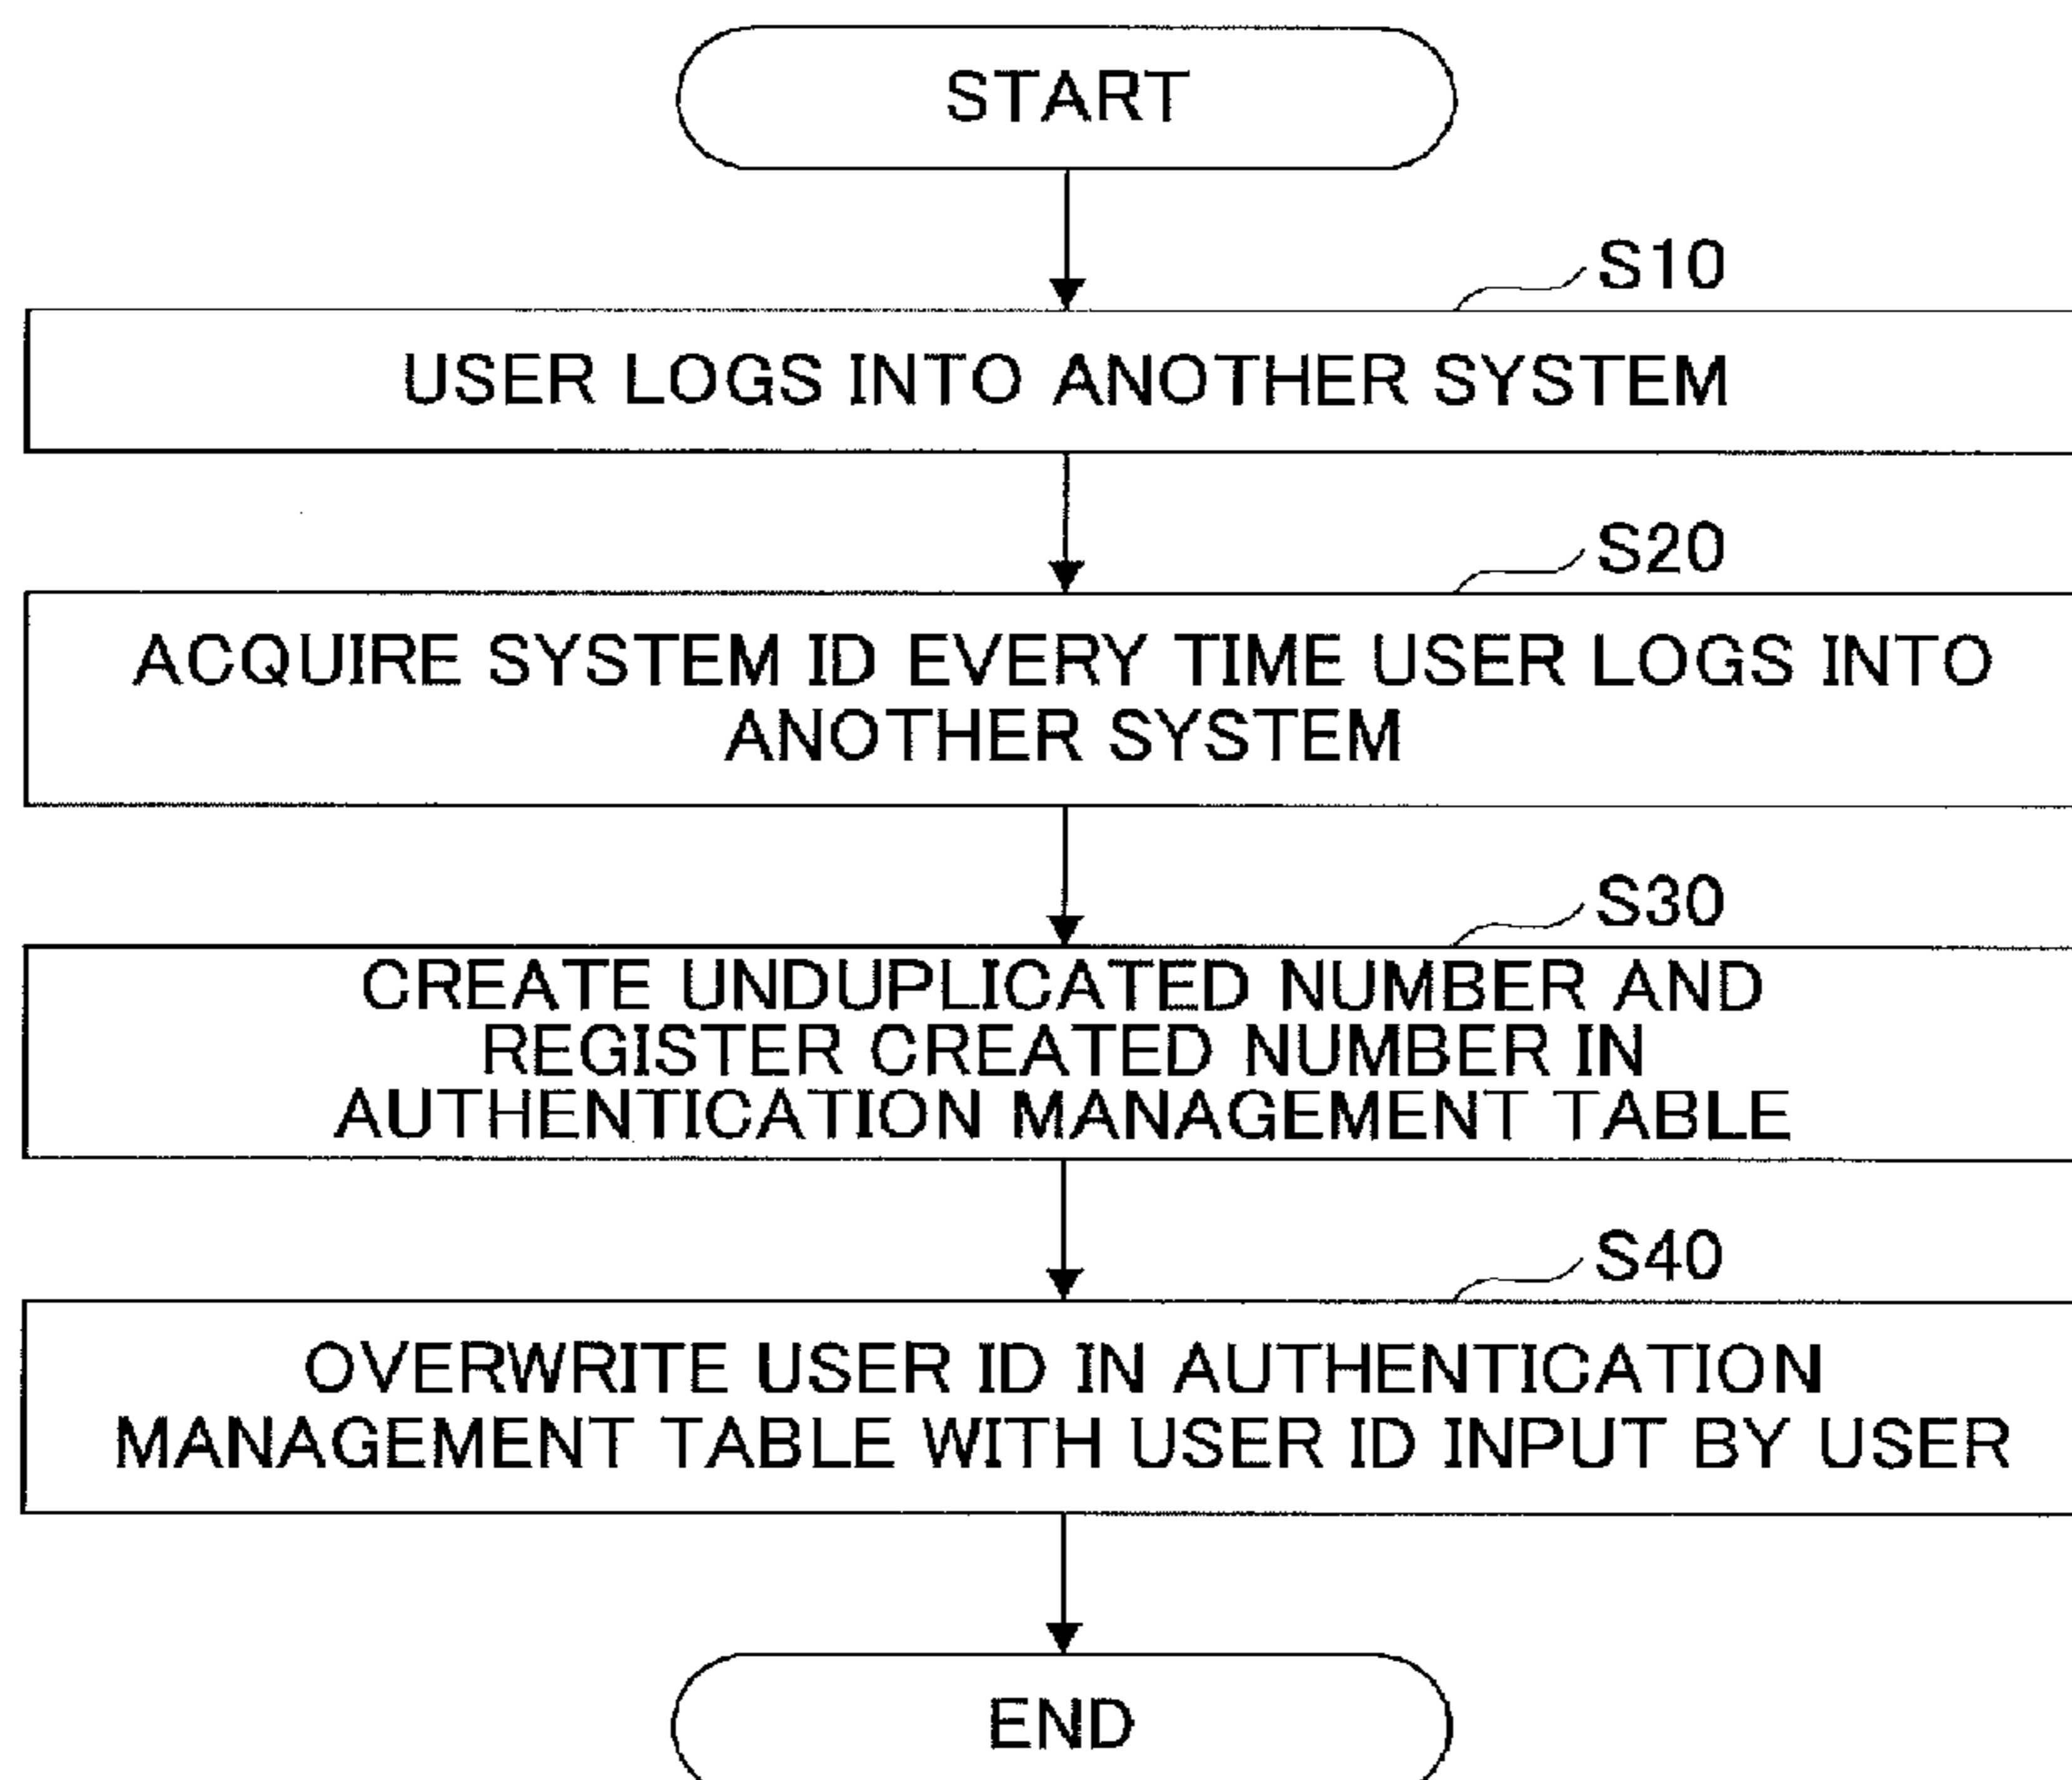 START
S10
USER LOGS INTO ANOTHER SYSTEM
S20
ACQUIRE SYSTEM ID EVERY TIME USER LOGS INTO
ANOTHER SYSTEM
S30
CREATE UNDUPLICATED NUMBER AND
REGISTER CREATED NUMBER IN
AUTHENTICATION MANAGEMENT TABLE
S40
OVERWRITE USER ID IN AUTHENTICATION
MANAGEMENT TABLE WITH USER ID INPUT BY USER
END